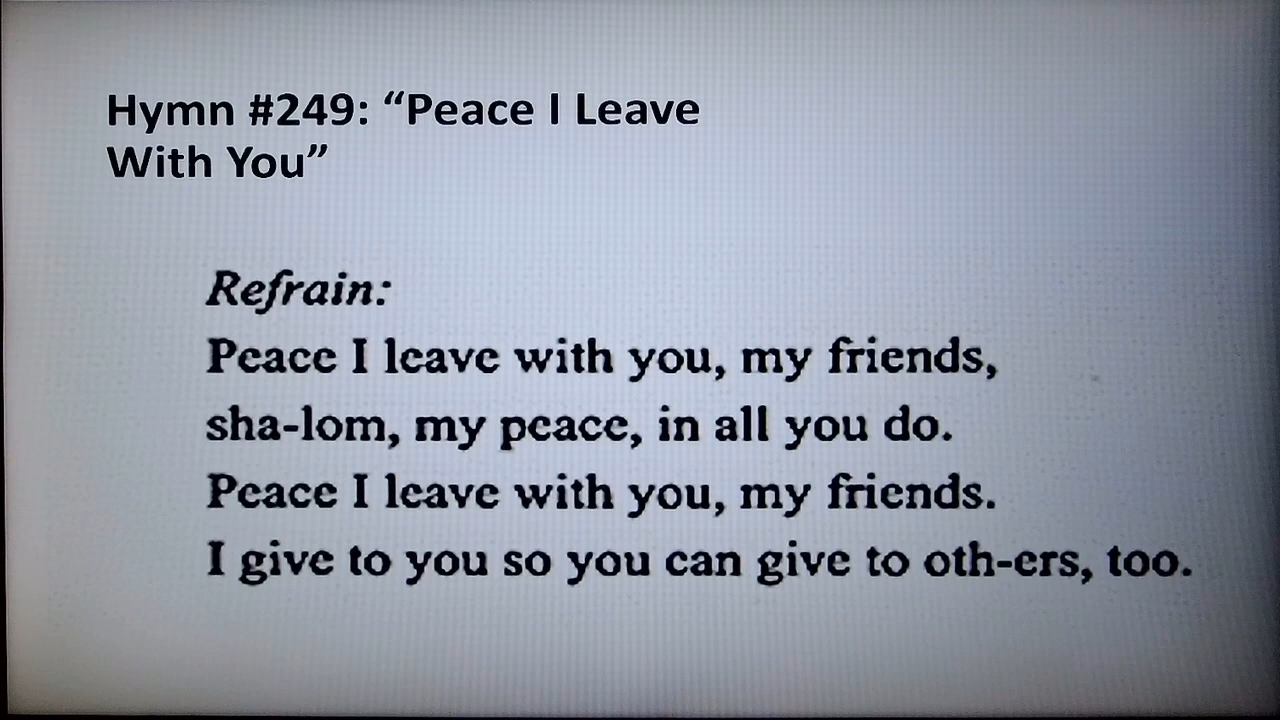 Hymn #249: “Peace I Leave
With You”
Refrain:
Peace I leave with you, my friends,
sha-lom, my peace, in all you do.
Peace I leave with you, my friends.
I give to you so you can give to oth-ers, too.